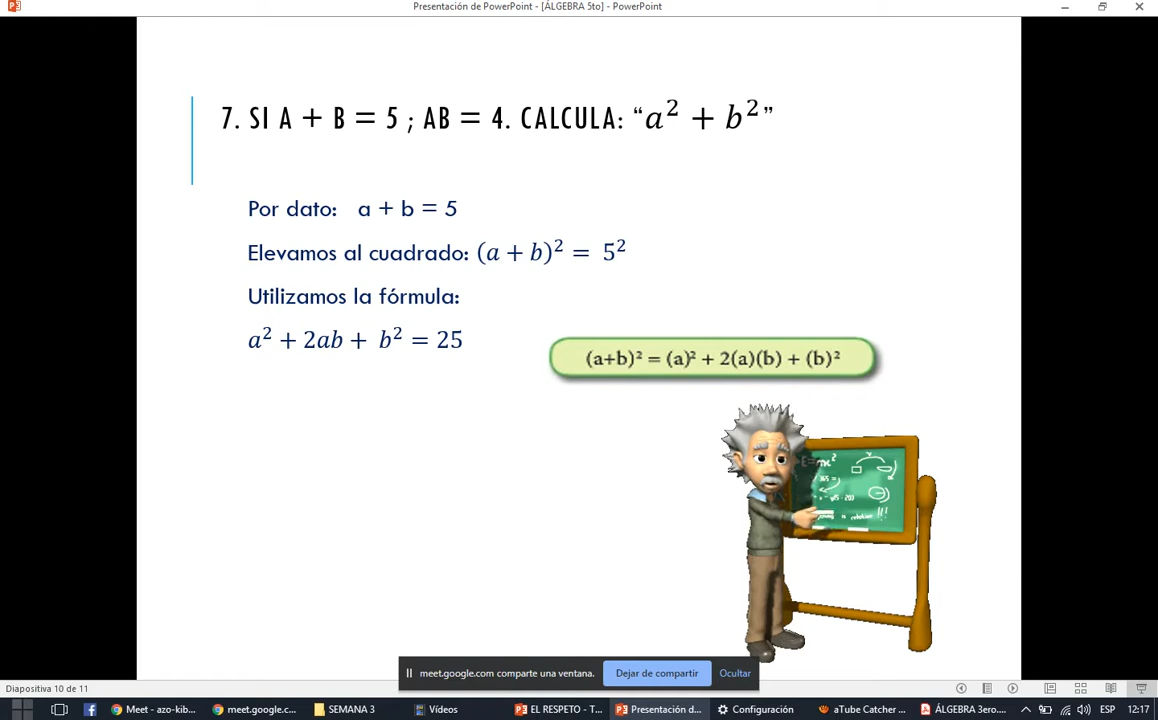 Presentación de PowerPoint - [ÁLGEBRA 5to] - PowerPoint
7. SI A + B = 5 ; AB = 4. CALCULA: “a² + b²”
Por dato: a + b = 5
Elevamos al cuadrado: (a + b)² = 5²
Utilizamos la fórmula:
a² + 2ab + b² = 25
(a+b)² = (a)² + 2(a)(b) + (b)²
meet.google.com comparte una ventana. Dejar de compartir Ocultar
Diapositiva 10 de 11
Meet - azo-kib... meet.google.c... SEMANA 3 Vídeos EL RESPETO - T... Presentación d... Configuración aTube Catcher ... ÁLGEBRA 3ero.... ESP 12:17